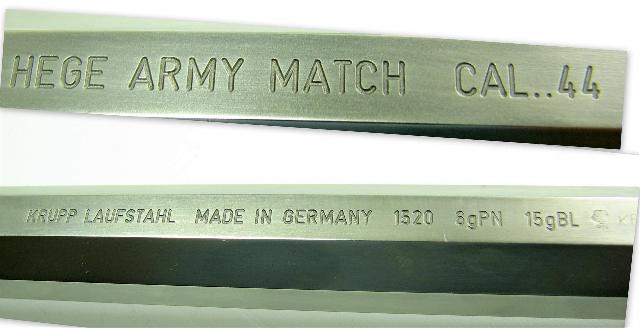 HEGE ARMY MATCH CAL..44
KRUPP LAUFSTAHL MADE IN GERMANY 1520 6gPN 15gBL